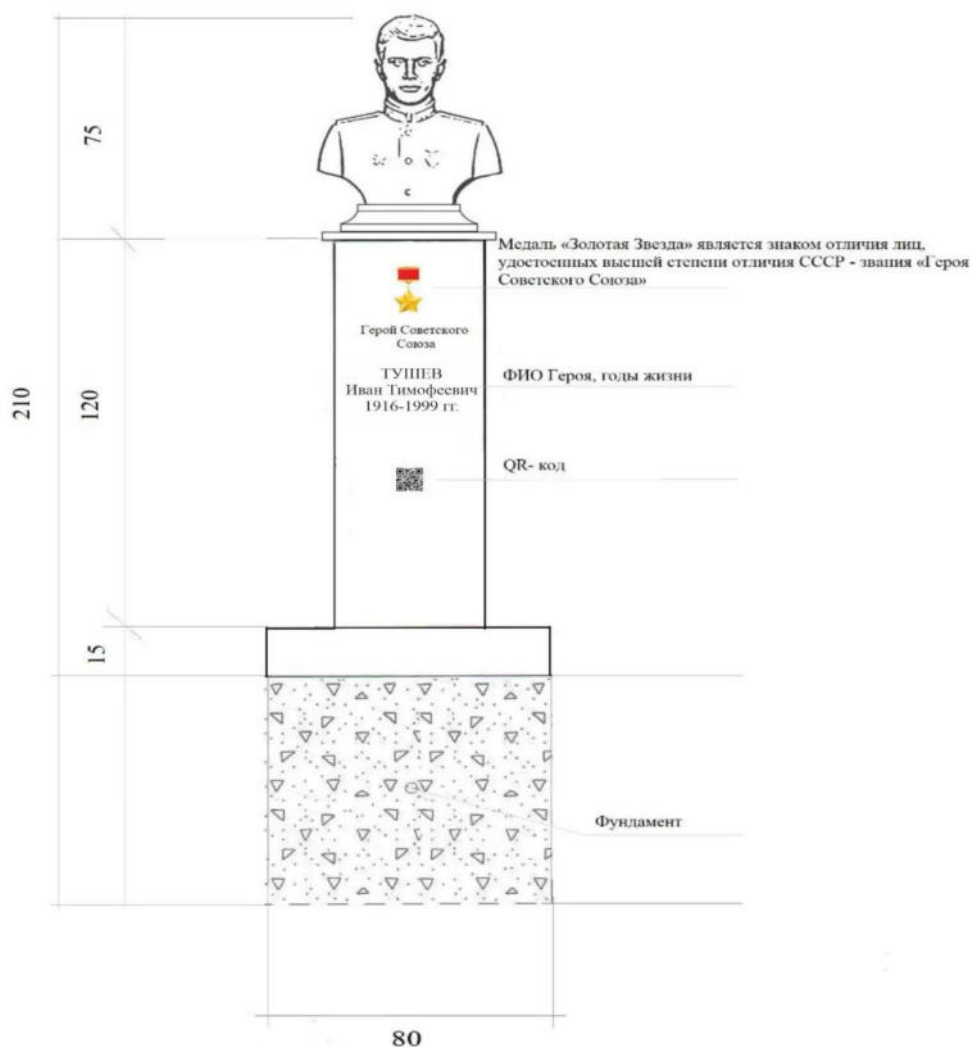 75
Медаль «Золотая Звезда» является знаком отличия лиц,
удостоенных высшей степени отличия СССР - звания «Героя
Советского Союза»
Герой Советского
Союза
ТУШЕВ
Иван Тимофеевич
1916-1999 гг.
ФИО Героя, годы жизни
210
120
QR- код
15
Фундамент
80